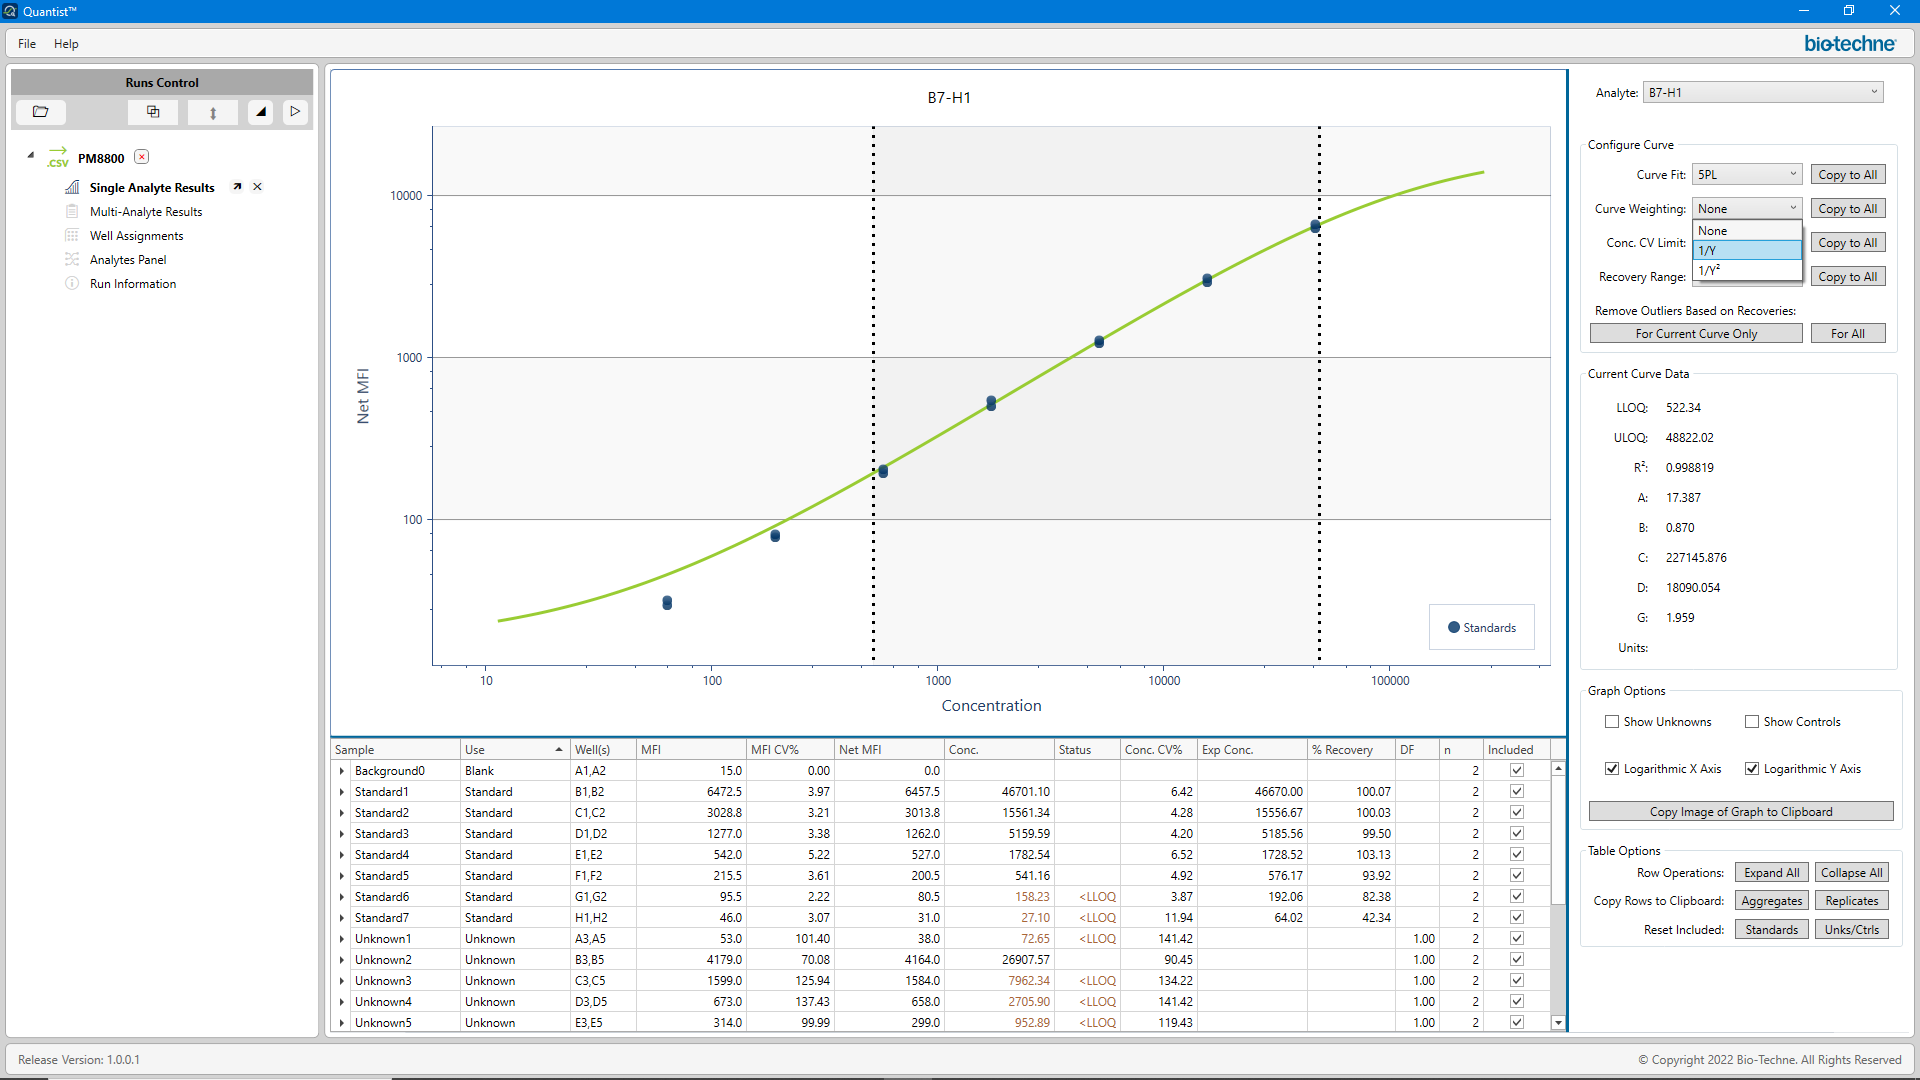 Quantist™
File Help
bio-techne®
Runs Control
.CSV PM8800
Single Analyte Results
Multi-Analyte Results
Well Assignments
Analytes Panel
Run Information
B7-H1
Net MFI
10000
1000
100
10 100 1000 10000 100000
Concentration
Standards
Analyte: B7-H1
Configure Curve
Curve Fit: 5PL Copy to All
Curve Weighting: None Copy to All
None
1/Y
1/Y²
Conc. CV Limit: Copy to All
Recovery Range: Copy to All
Remove Outliers Based on Recoveries:
For Current Curve Only For All
Current Curve Data
LLOQ: 522.34
ULOQ: 48822.02
R²: 0.998819
A: 17.387
B: 0.870
C: 227145.876
D: 18090.054
G: 1.959
Units:
Graph Options
Show Unknowns Show Controls
Logarithmic X Axis Logarithmic Y Axis
Copy Image of Graph to Clipboard
Table Options
Row Operations: Expand All Collapse All
Copy Rows to Clipboard: Aggregates Replicates
Reset Included: Standards Unks/Ctrls
Sample Use Well(s) MFI MFI CV% Net MFI Conc. Status Conc. CV% Exp Conc. % Recovery DF n Included
Background0 Blank A1,A2 15.0 0.00 0.0 2
Standard1 Standard B1,B2 6472.5 3.97 6457.5 46701.10 6.42 46670.00 100.07 2
Standard2 Standard C1,C2 3028.8 3.21 3013.8 15561.34 4.28 15556.67 100.03 2
Standard3 Standard D1,D2 1277.0 3.38 1262.0 5159.59 4.20 5185.56 99.50 2
Standard4 Standard E1,E2 542.0 5.22 527.0 1782.54 6.52 1728.52 103.13 2
Standard5 Standard F1,F2 215.5 3.61 200.5 541.16 4.92 576.17 93.92 2
Standard6 Standard G1,G2 95.5 2.22 80.5 158.23 <LLOQ 3.87 192.06 82.38 2
Standard7 Standard H1,H2 46.0 3.07 31.0 27.10 <LLOQ 11.94 64.02 42.34 2
Unknown1 Unknown A3,A5 53.0 101.40 38.0 72.65 <LLOQ 141.42 1.00 2
Unknown2 Unknown B3,B5 4179.0 70.08 4164.0 26907.57 90.45 1.00 2
Unknown3 Unknown C3,C5 1599.0 125.94 1584.0 7962.34 <LLOQ 134.22 1.00 2
Unknown4 Unknown D3,D5 673.0 137.43 658.0 2705.90 <LLOQ 141.42 1.00 2
Unknown5 Unknown E3,E5 314.0 99.99 299.0 952.89 <LLOQ 119.43 1.00 2
Release Version: 1.0.0.1
© Copyright 2022 Bio-Techne. All Rights Reserved